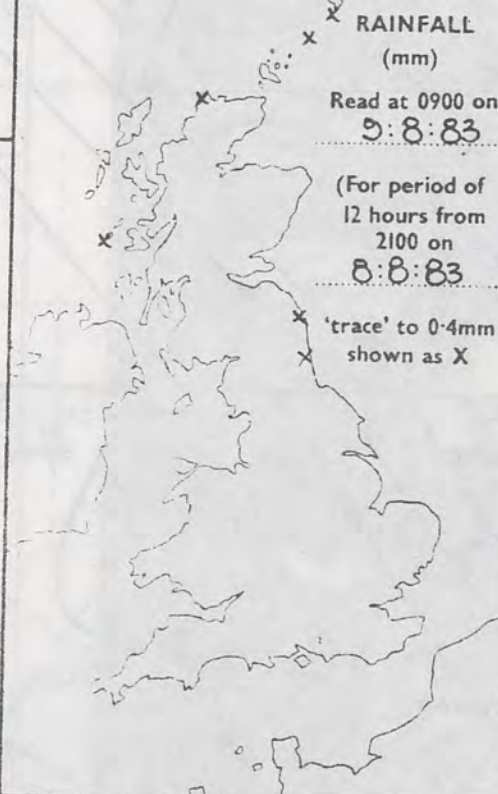 RAINFALL
(mm)
Read at 0900 on
9:8:83
(For period of
12 hours from
2100 on
8:8:83
'trace' to 0·4mm
shown as X
X
X
X
X
X
X